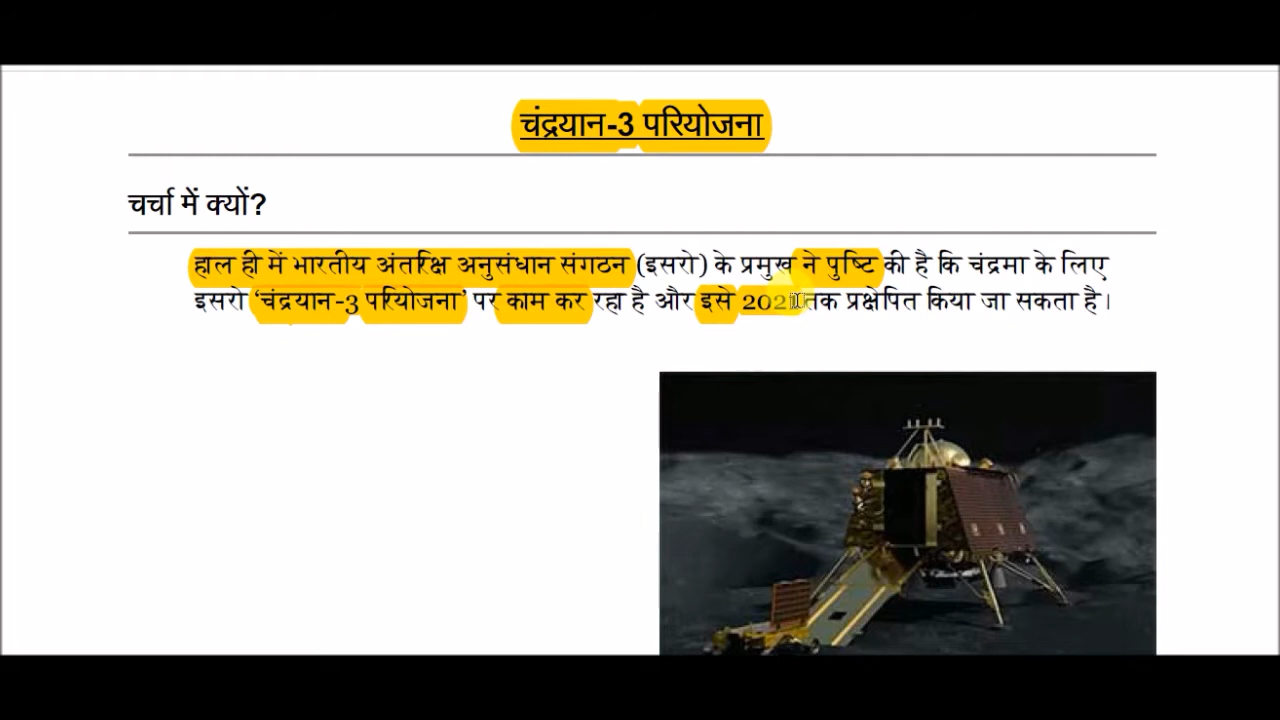 चंद्रयान-3 परियोजना
चर्चा में क्यों?
हाल ही में भारतीय अंतरिक्ष अनुसंधान संगठन (इसरो) के प्रमुख ने पुष्टि की है कि चंद्रमा के लिए
इसरो ‘चंद्रयान-3 परियोजना’ पर काम कर रहा है और इसे 2021 तक प्रक्षेपित किया जा सकता है।